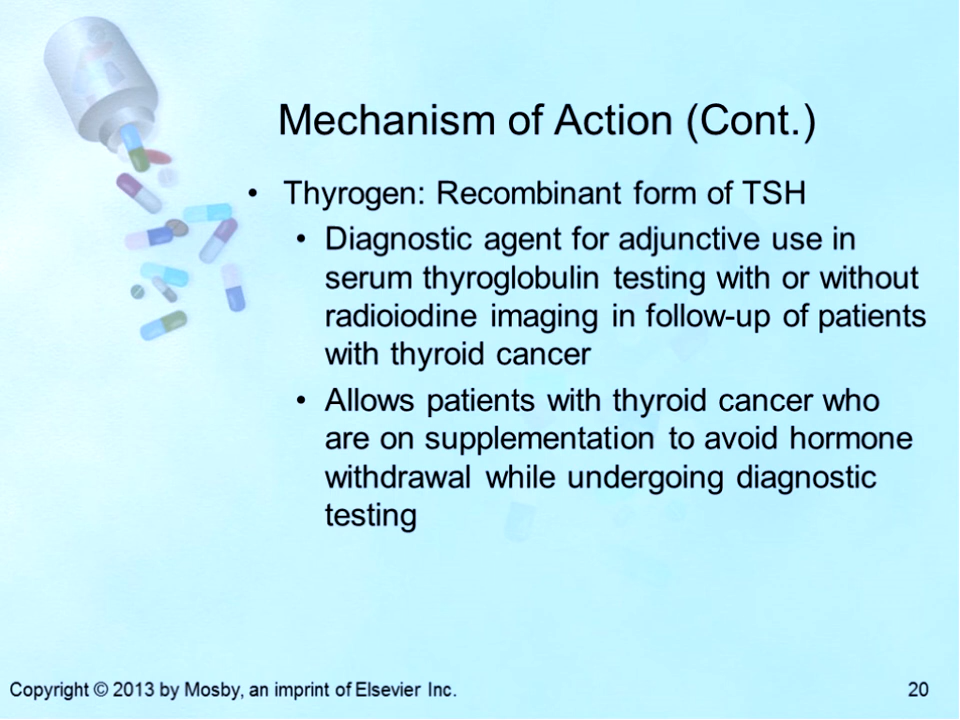 Mechanism of Action (Cont.)
• Thyrogen: Recombinant form of TSH
• Diagnostic agent for adjunctive use in
serum thyroglobulin testing with or without
radioiodine imaging in follow-up of patients
with thyroid cancer
• Allows patients with thyroid cancer who
are on supplementation to avoid hormone
withdrawal while undergoing diagnostic
testing
Copyright © 2013 by Mosby, an imprint of Elsevier Inc.
20